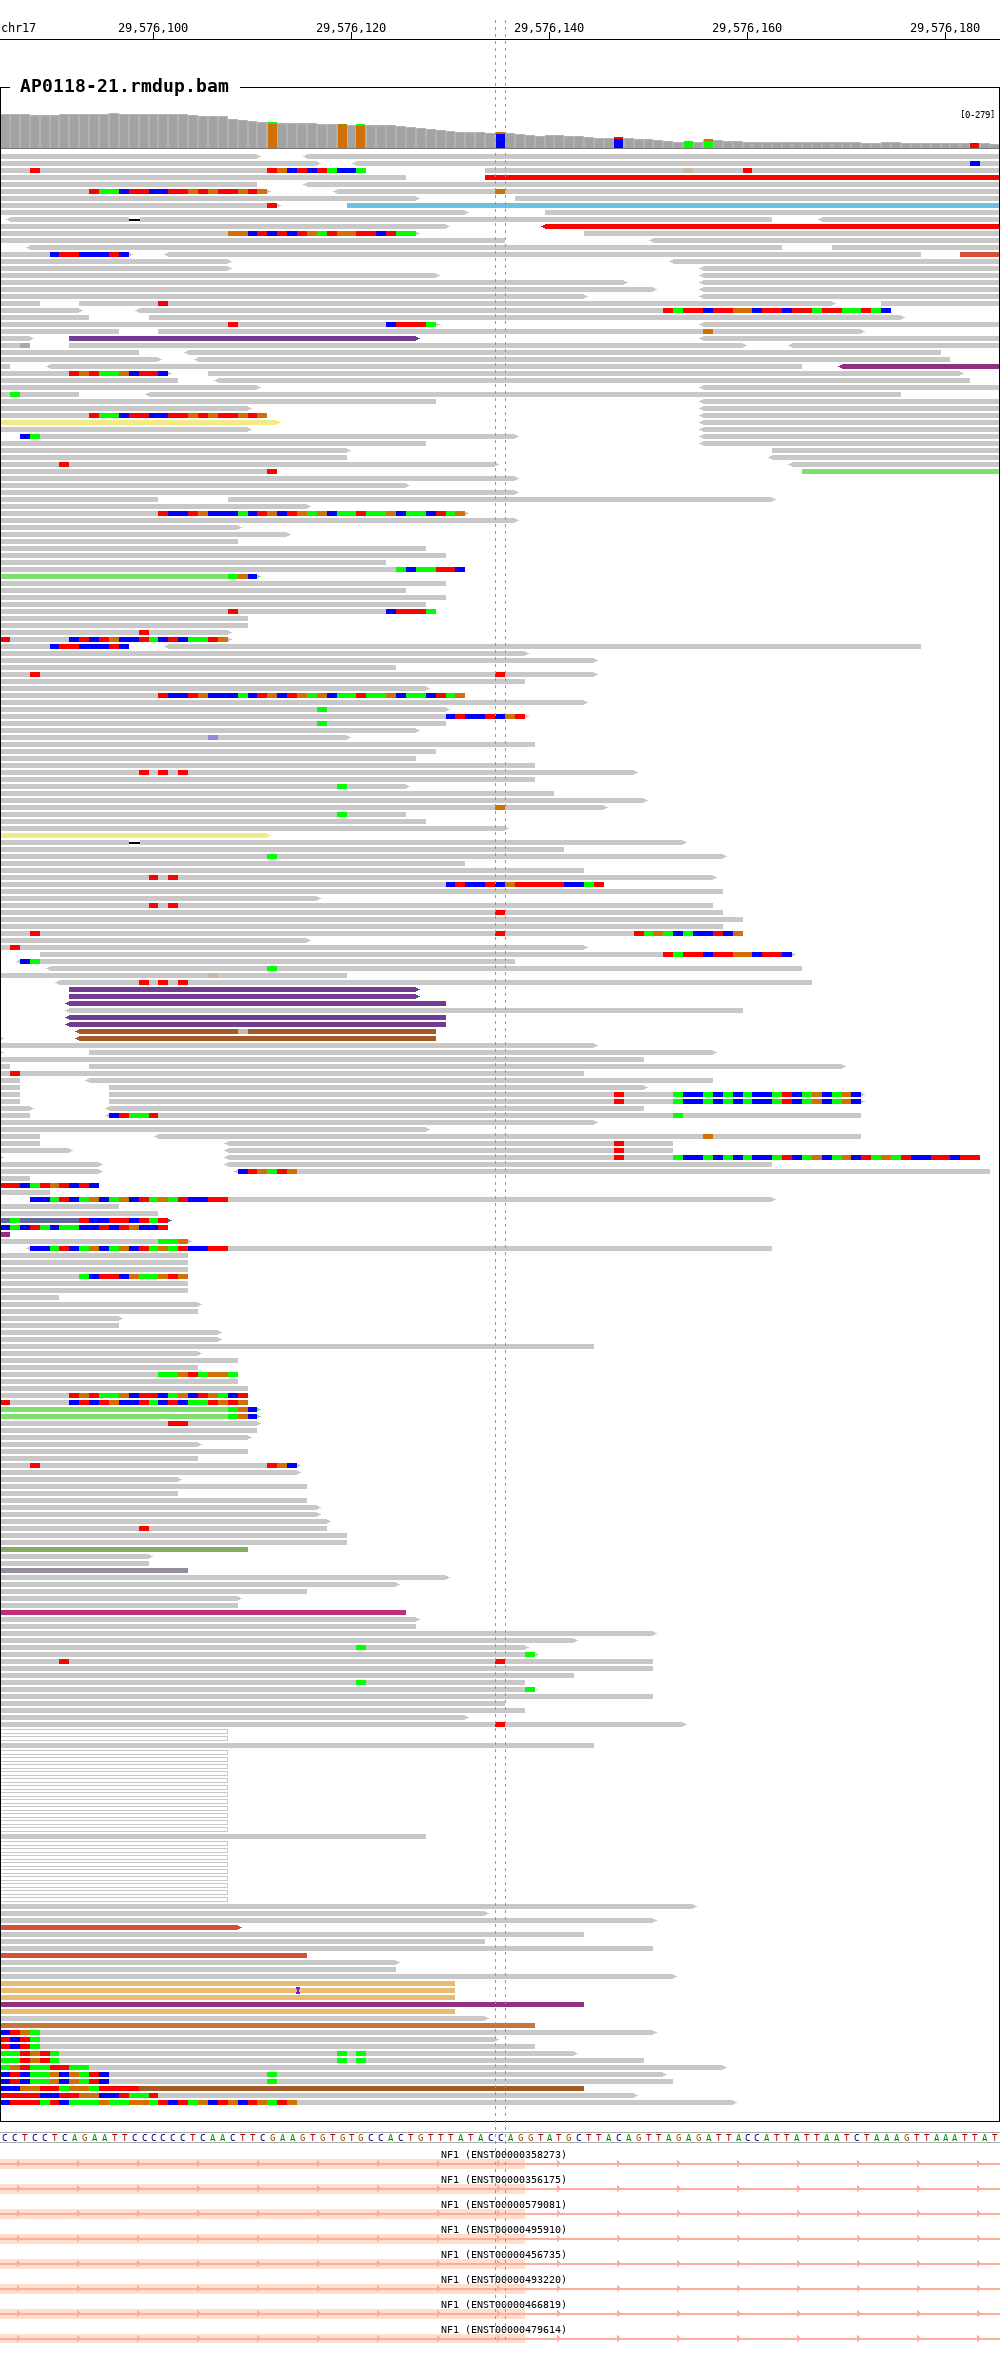 chr17 29,576,100 29,576,120 29,576,140 29,576,160 29,576,180
AP0118-21.rmdup.bam
[0-279]
I
C C T C C T C A G A A T T C C C C C C T C A A C T T C G A A G T G T G T G C C A C T G T T T A T A C C A G G T A T G C T T A C A G T T A G A G A T T A C C A T T A T T A A T C T A A A G T T A A A T T A T
NF1 (ENST00000358273)
NF1 (ENST00000356175)
NF1 (ENST00000579081)
NF1 (ENST00000495910)
NF1 (ENST00000456735)
NF1 (ENST00000493220)
NF1 (ENST00000466819)
NF1 (ENST00000479614)